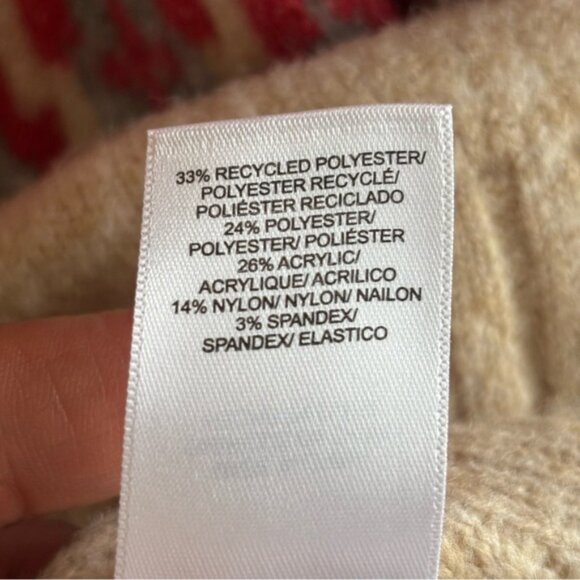 33% RECYCLED POLYESTER/
POLYESTER RECYCLÉ/
POLIÉSTER RECICLADO
24% POLYESTER/
POLYESTER/ POLIÉSTER
26% ACRYLIC/
ACRYLIQUE/ ACRILICO
14% NYLON/ NYLON/ NAILON
3% SPANDEX/
SPANDEX/ ELASTICO